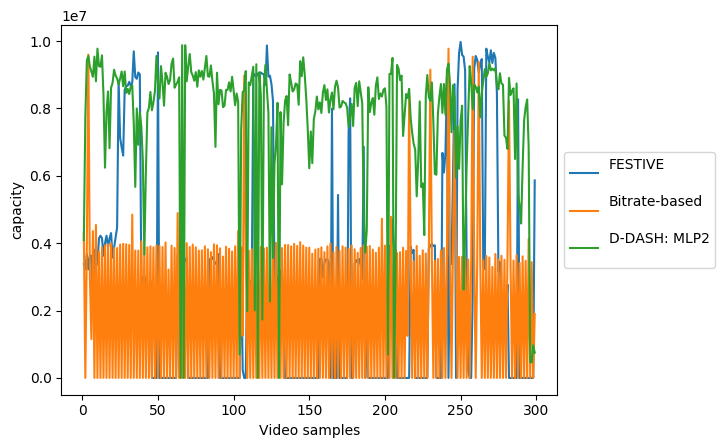 1e7
1.0
0.8
0.6
0.4
0.2
0.0
capacity
0 50 100 150 200 250 300
Video samples
FESTIVE
Bitrate-based
D-DASH: MLP2